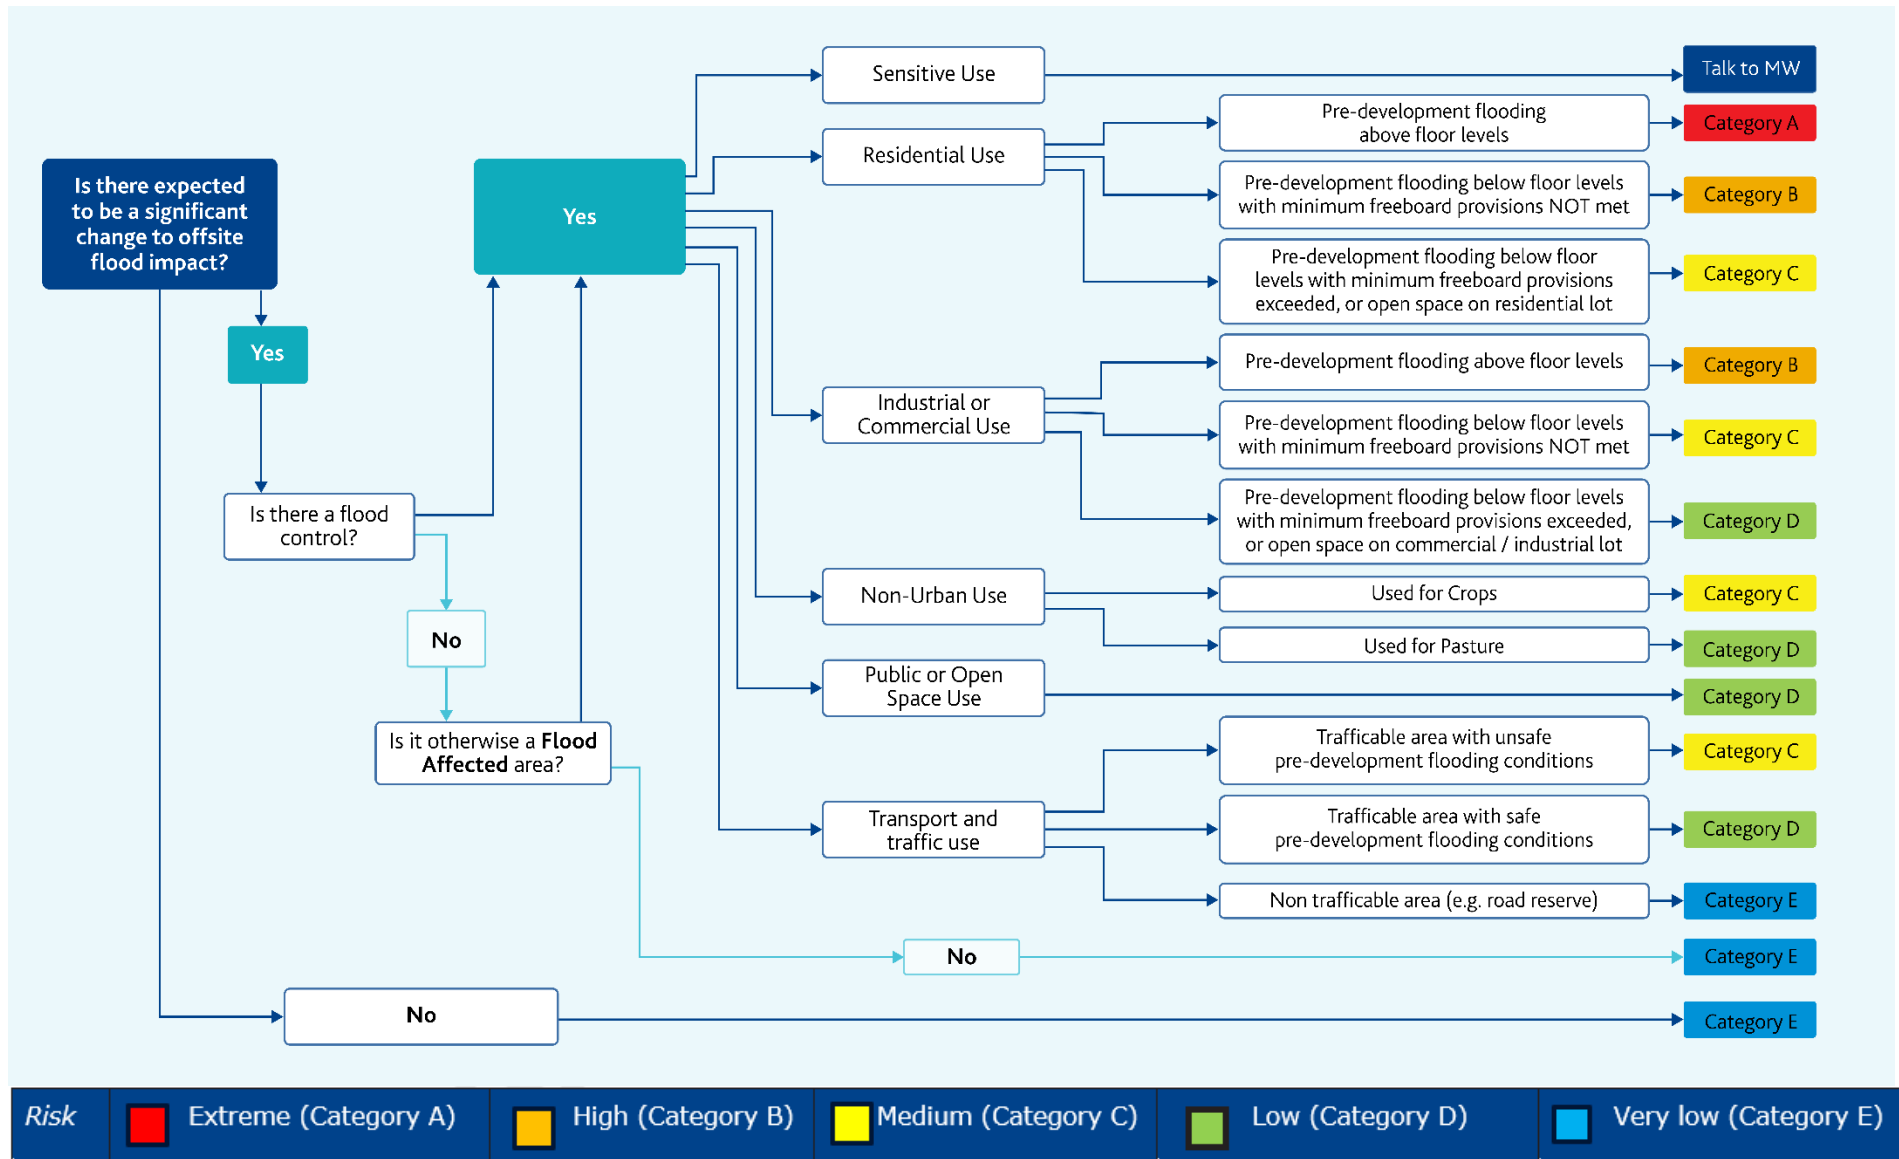 Is there expected
to be a significant
change to offsite
flood impact?
Yes
Is there a flood
control?
No
Is it otherwise a Flood
Affected area?
Yes
Sensitive Use
Talk to MW
Residential Use
Pre-development flooding
above floor levels
Category A
Pre-development flooding below floor levels
with minimum freeboard provisions NOT met
Category B
Pre-development flooding below floor
levels with minimum freeboard provisions
exceeded, or open space on residential lot
Category C
Industrial or
Commercial Use
Pre-development flooding above floor levels
Category B
Pre-development flooding below floor levels
with minimum freeboard provisions NOT met
Category C
Pre-development flooding below floor levels
with minimum freeboard provisions exceeded,
or open space on commercial / industrial lot
Category D
Non-Urban Use
Used for Crops
Category C
Used for Pasture
Category D
Public or Open
Space Use
Category D
Transport and
traffic use
Trafficable area with unsafe
pre-development flooding conditions
Category C
Trafficable area with safe
pre-development flooding conditions
Category D
Non trafficable area (e.g. road reserve)
Category E
No
Category E
No
Category E
Risk
Extreme (Category A)
High (Category B)
Medium (Category C)
Low (Category D)
Very low (Category E)